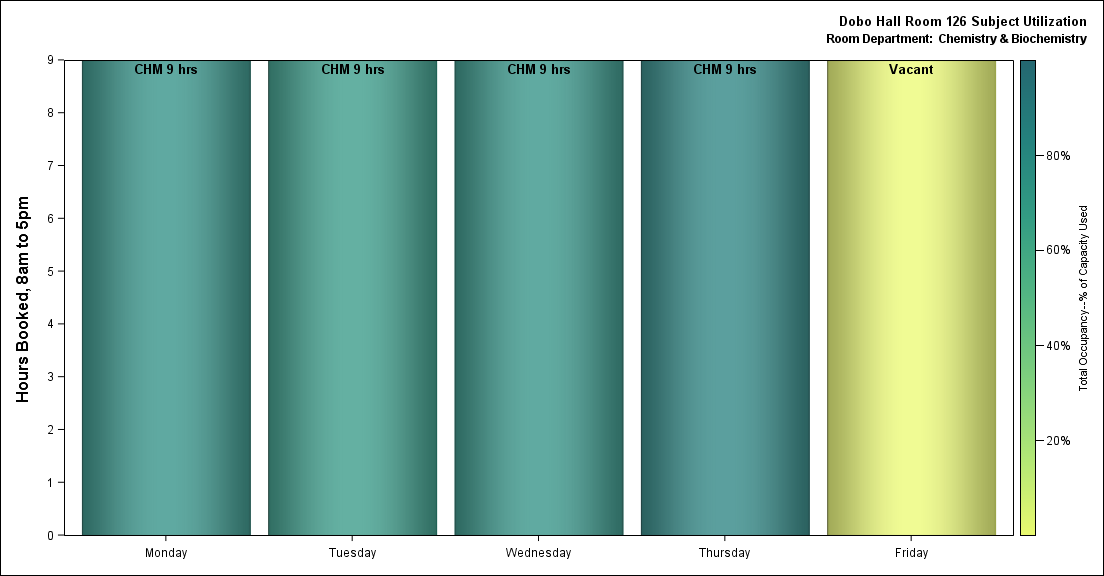 Dobo Hall Room 126 Subject Utilization
Room Department: Chemistry & Biochemistry
Hours Booked, 8am to 5pm
9
8
7
6
5
4
3
2
1
0
CHM 9 hrs
CHM 9 hrs
CHM 9 hrs
CHM 9 hrs
Vacant
Monday
Tuesday
Wednesday
Thursday
Friday
80%
60%
40%
20%
Total Occupancy--% of Capacity Used